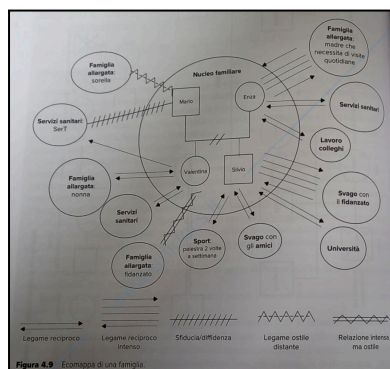 Famiglia
allargata:
sorella
Nucleo familiare
Famiglia
allargata:
madre che
necessita di visite
quotidiane
Mario
Enza
Servizi sanitari
Servizi sanitari:
SerT
Lavoro
colleghi
Valentina
Silvio
Famiglia
allargata:
nonna
Svago con
il fidanzato
Servizi
sanitari
Famiglia
allargata:
fidanzato
Sport:
palestra 2 volte
a settimana
Svago con
gli amici
Università
Legame reciproco
Legame reciproco
intenso
Sfiducia/diffidenza
Legame ostile
distante
Relazione intensa
ma ostile
Figura 4.9 Ecomappa di una famiglia.